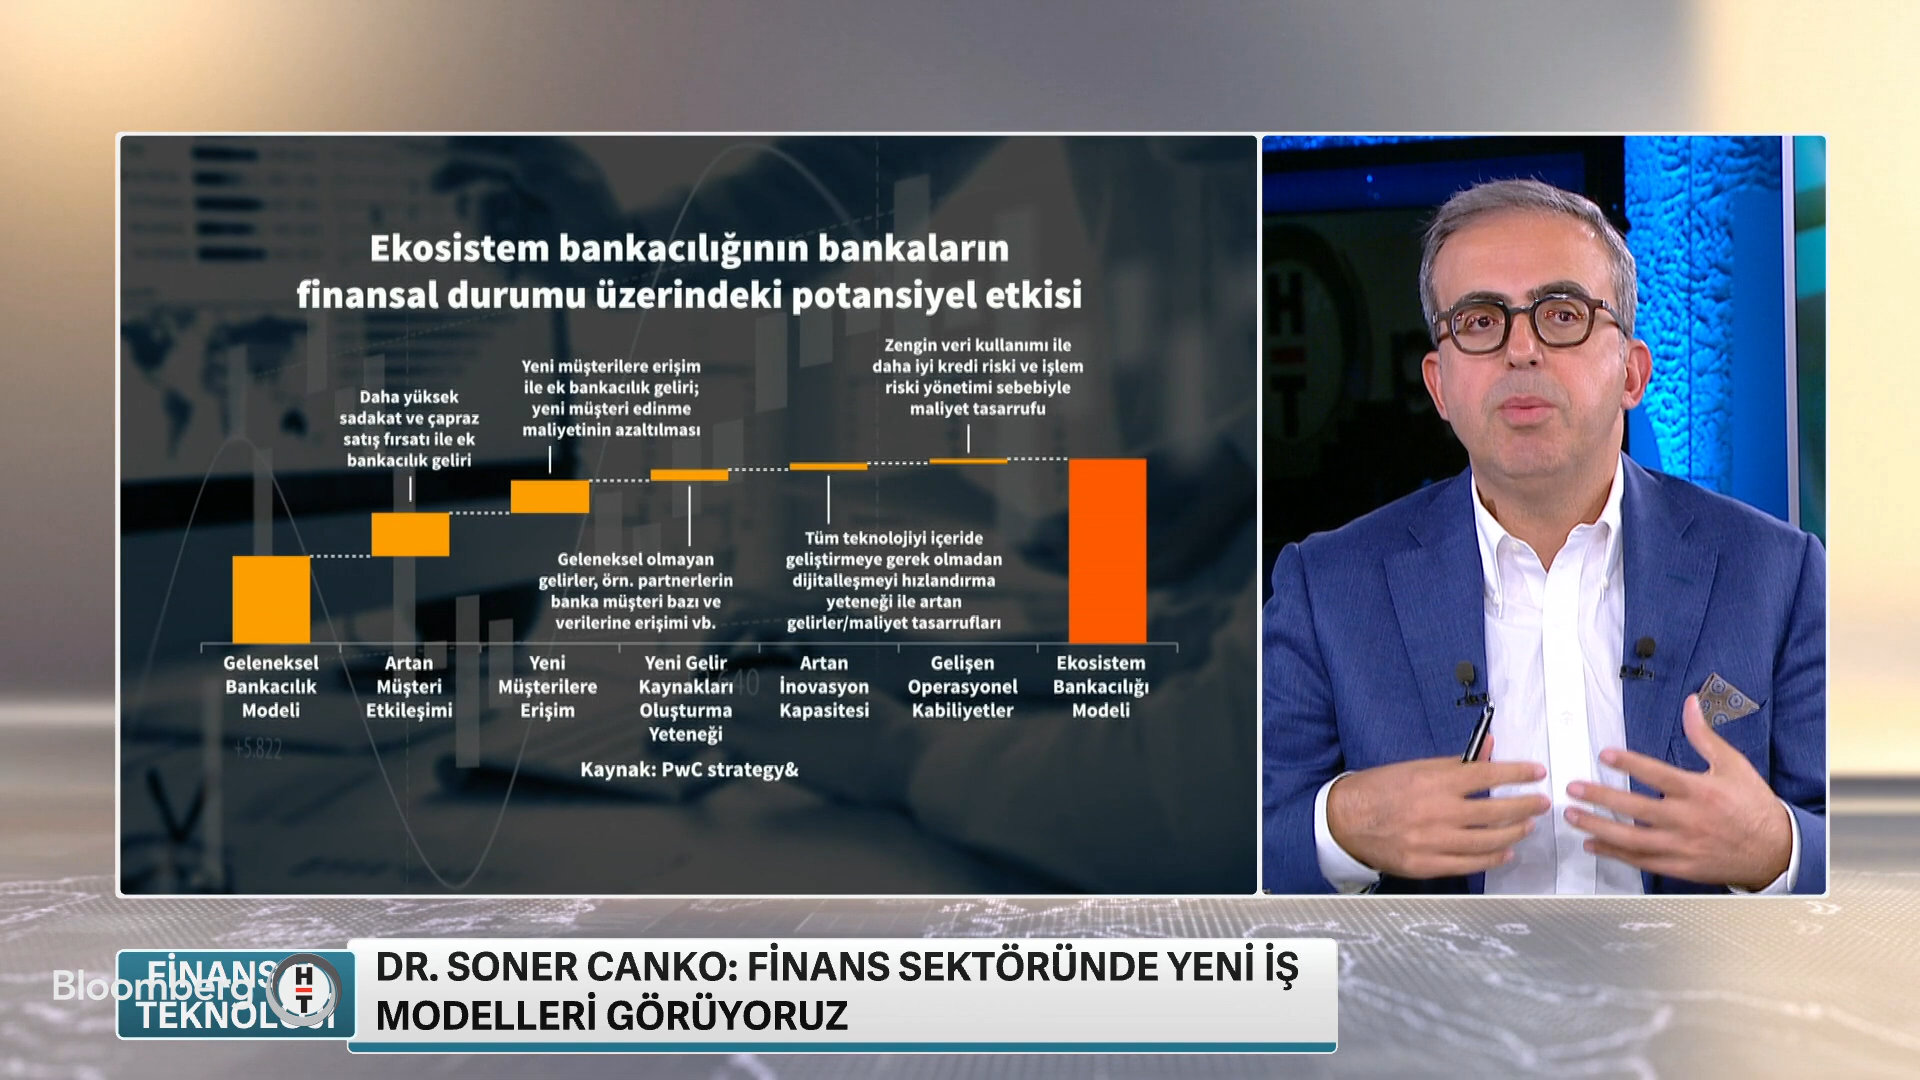 Ekosistem bankacılığının bankaların
finansal durumu üzerindeki potansiyel etkisi
Daha yüksek
sadakat ve çapraz
satış fırsatı ile ek
bankacılık geliri
Yeni müşterilere erişim
ile ek bankacılık geliri;
yeni müşteri edinme
maliyetinin azaltılması
Zengin veri kullanımı ile
daha iyi kredi riski ve işlem
riski yönetimi sebebiyle
maliyet tasarrufu
Geleneksel olmayan
gelirler, örn. partnerlerin
banka müşteri bazı ve
verilerine erişimi vb.
Tüm teknolojiyi içeride
geliştirmeye gerek olmadan
dijitalleşmeyi hızlandırma
yeteneği ile artan
gelirler/maliyet tasarrufları
Geleneksel
Bankacılık
Modeli
Artan
Müşteri
Etkileşimi
Yeni
Müşterilere
Erişim
Yeni Gelir
Kaynakları
Oluşturma
Yeteneği
Artan
İnovasyon
Kapasitesi
Gelişen
Operasyonel
Kabiliyetler
Ekosistem
Bankacılığı
Modeli
+5.822
Kaynak: PwC strategy&
FİNANS
TEKNOLOJİ
Bloomberg HT
DR. SONER CANKO: FİNANS SEKTÖRÜNDE YENİ İŞ
MODELLERİ GÖRÜYORUZ